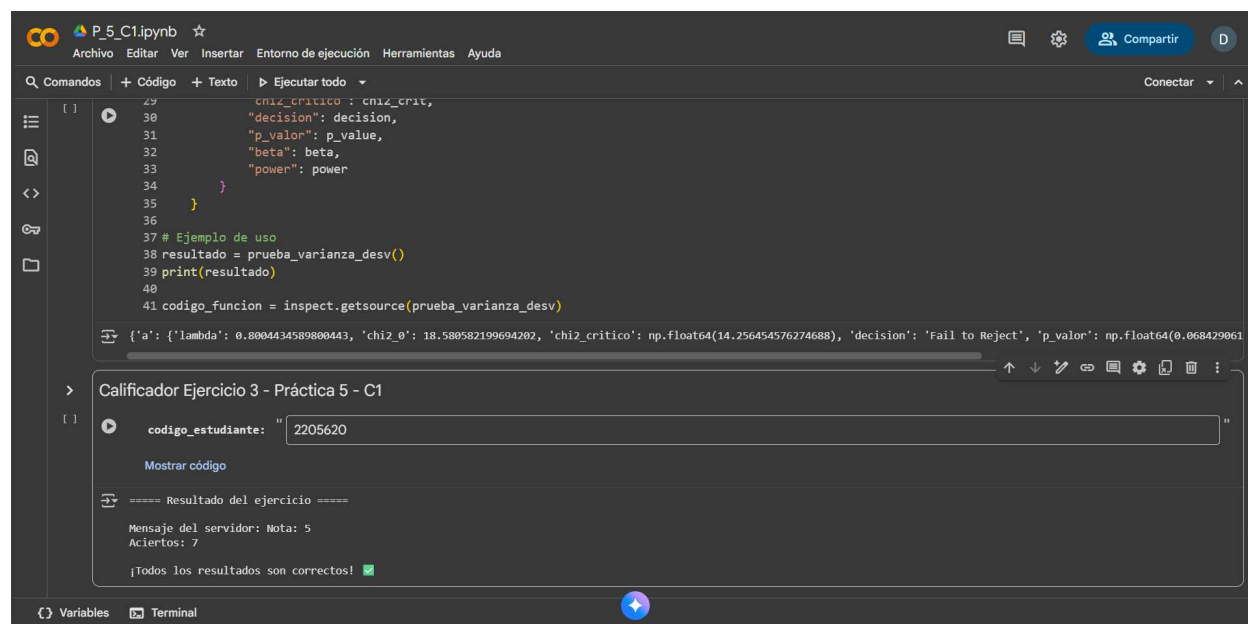 P_5_C1.ipynb
Archivo Editar Ver Insertar Entorno de ejecución Herramientas Ayuda
Compartir
D
Comandos + Código + Texto Ejecutar todo
Conectar
[ ]
29 "chi2_critico": chi2_crit,
30 "decision": decision,
31 "p_valor": p_value,
32 "beta": beta,
33 "power": power
34 }
35 }
36
37 # Ejemplo de uso
38 resultado = prueba_varianza_desv()
39 print(resultado)
40
41 codigo_funcion = inspect.getsource(prueba_varianza_desv)
{'a': {'lambda': 0.8004434589800443, 'chi2_0': 18.580582199694202, 'chi2_critico': np.float64(14.256454576274688), 'decision': 'Fail to Reject', 'p_valor': np.float64(0.068429061
Calificador Ejercicio 3 - Práctica 5 - C1
[ ]
codigo_estudiante: " 2205620 "
Mostrar código
===== Resultado del ejercicio =====
Mensaje del servidor: Nota: 5
Aciertos: 7
¡Todos los resultados son correctos! ✅
{} Variables Terminal